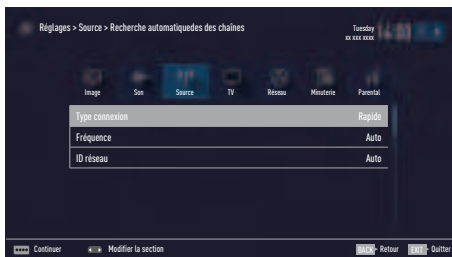 Réglages > Source > Recherche automatiquedes des chaînes
Tuesday
xx xxx xxxx
Image Son Source TV Réseau Minuterie Parental
Type connexion Rapide
Fréquence Auto
ID réseau Auto
Continuer Modifier la section BACK Retour EXIT Quitter